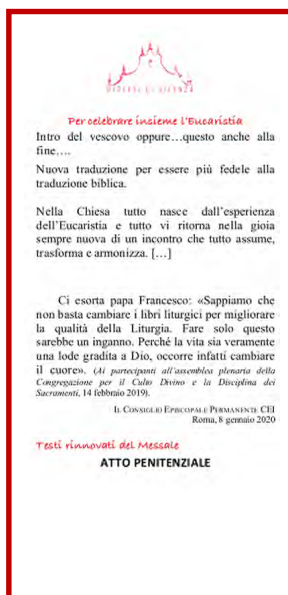 DIOCESI DI VICENZA
Per celebrare insieme l'Eucaristia
Intro del vescovo oppure…questo anche alla
fine….
Nuova traduzione per essere più fedele alla
traduzione biblica.
Nella Chiesa tutto nasce dall'esperienza
dell'Eucaristia e tutto vi ritorna nella gioia
sempre nuova di un incontro che tutto assume,
trasforma e armonizza. […]
Ci esorta papa Francesco: «Sappiamo che
non basta cambiare i libri liturgici per migliorare
la qualità della Liturgia. Fare solo questo
sarebbe un inganno. Perché la vita sia veramente
una lode gradita a Dio, occorre infatti cambiare
il cuore». (Ai partecipanti all'assemblea plenaria della
Congregazione per il Culto Divino e la Disciplina dei
Sacramenti, 14 febbraio 2019).
IL CONSIGLIO EPISCOPALE PERMANENTE CEI
Roma, 8 gennaio 2020
Testi rinnovati del Messale
ATTO PENITENZIALE